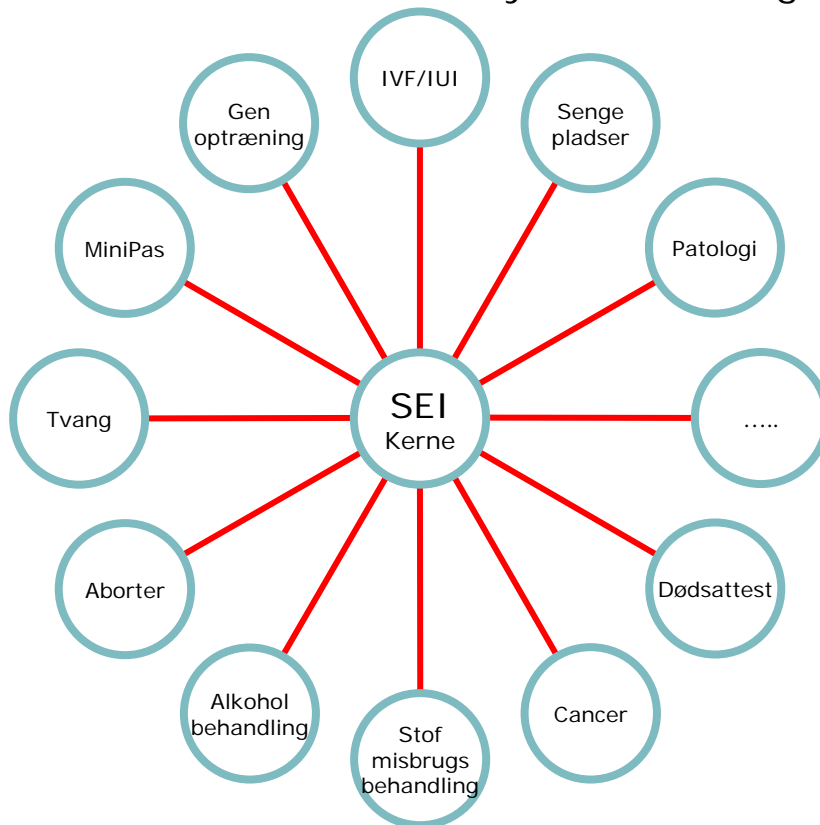 IVF/IUI
Senge
pladser
Patologi
.....
Dødsattest
Cancer
Stof
misbrugs
behandling
Alkohol
behandling
Aborter
Tvang
MiniPas
Gen
optræning
SEI
Kerne